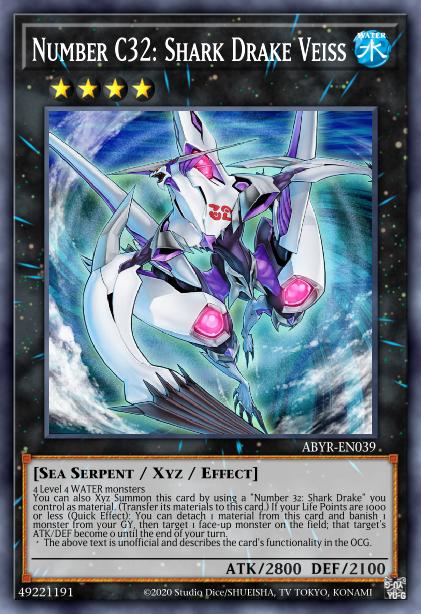 Number C32: Shark Drake Veiss
WATER
水
32
ABYR-EN039
[Sea Serpent / Xyz / Effect]
4 Level 4 WATER monsters
You can also Xyz Summon this card by using a "Number 32: Shark Drake" you
control as material. (Transfer its materials to this card.) If your Life Points are 1000
or less (Quick Effect): You can detach 1 material from this card and banish 1
monster from your GY, then target 1 face-up monster on the field; that target's
ATK/DEF become 0 until the end of your turn.
· The above text is unofficial and describes the card's functionality in the OCG.
ATK/2800 DEF/2100
49221191
©2020 Studio Dice/SHUEISHA, TV TOKYO, KONAMI